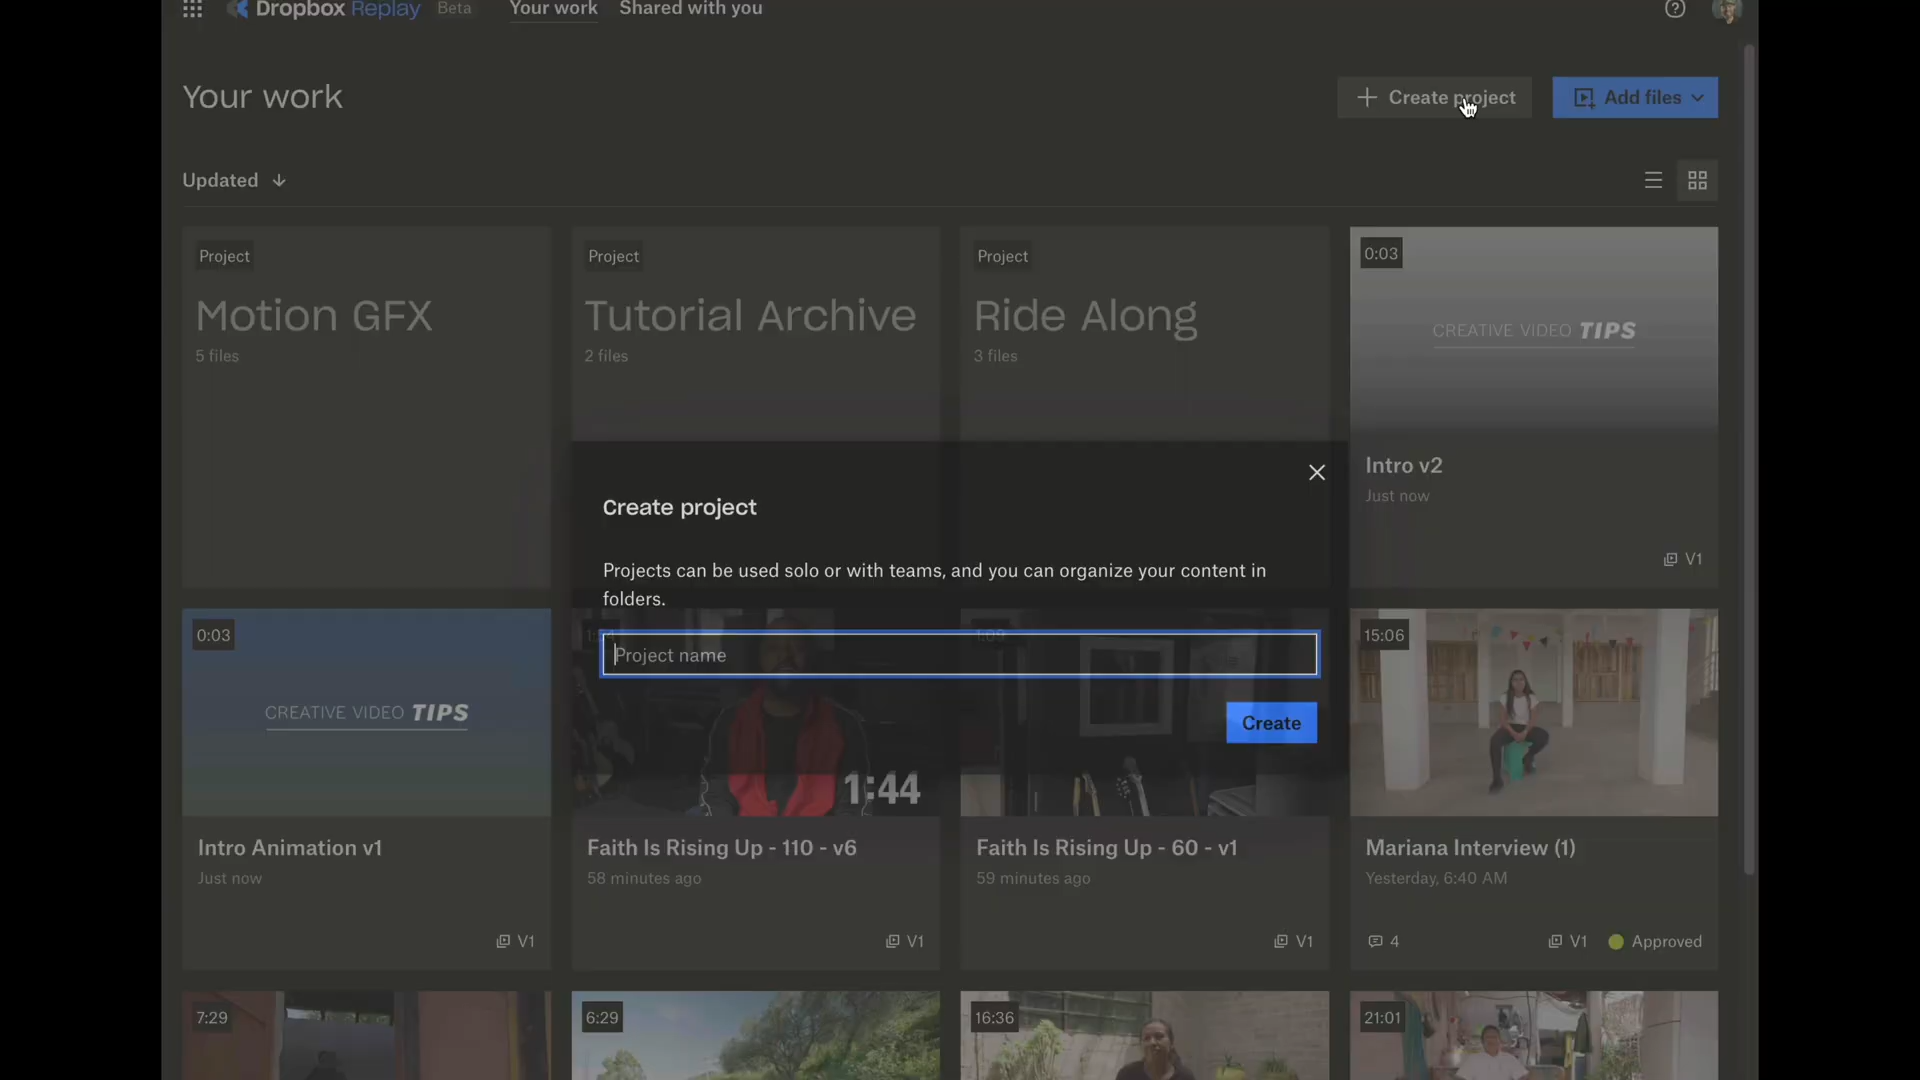 Dropbox Replay Beta Your work Shared with you
Your work
Create project
Add files
Updated
Project
Motion GFX
5 files
Project
Tutorial Archive
2 files
Project
Ride Along
3 files
0:03
CREATIVE VIDEO TIPS
Intro v2
Just now
V1
Create project
Projects can be used solo or with teams, and you can organize your content in
folders.
Project name
Create
0:03
CREATIVE VIDEO TIPS
Intro Animation v1
Just now
V1
1:44
Faith Is Rising Up - 110 - v6
58 minutes ago
V1
1:09
Faith Is Rising Up - 60 - v1
59 minutes ago
V1
15:06
Mariana Interview (1)
Yesterday, 6:40 AM
4
V1
Approved
7:29
6:29
16:36
21:01